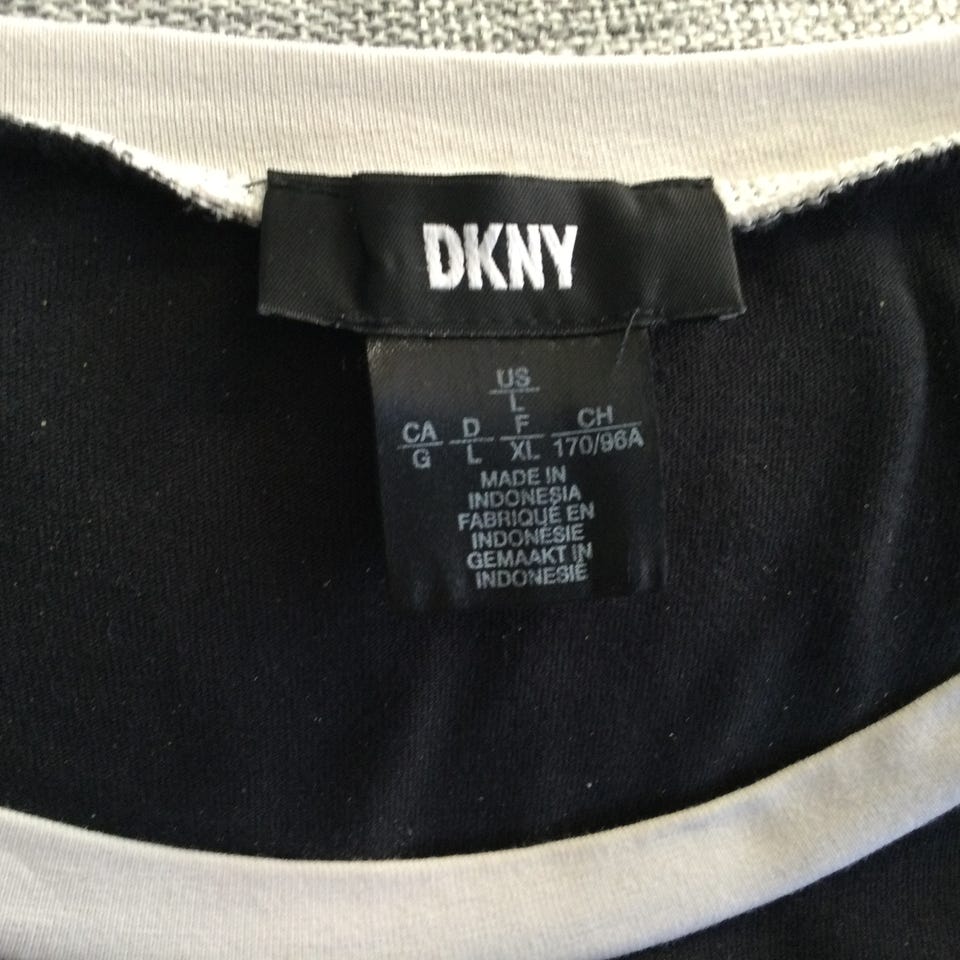 DKNY
US
L
CA D F CH
G L XL 170/96A
MADE IN
INDONESIA
FABRIQUÉ EN
INDONÉSIE
GEMAAKT IN
INDONESIË